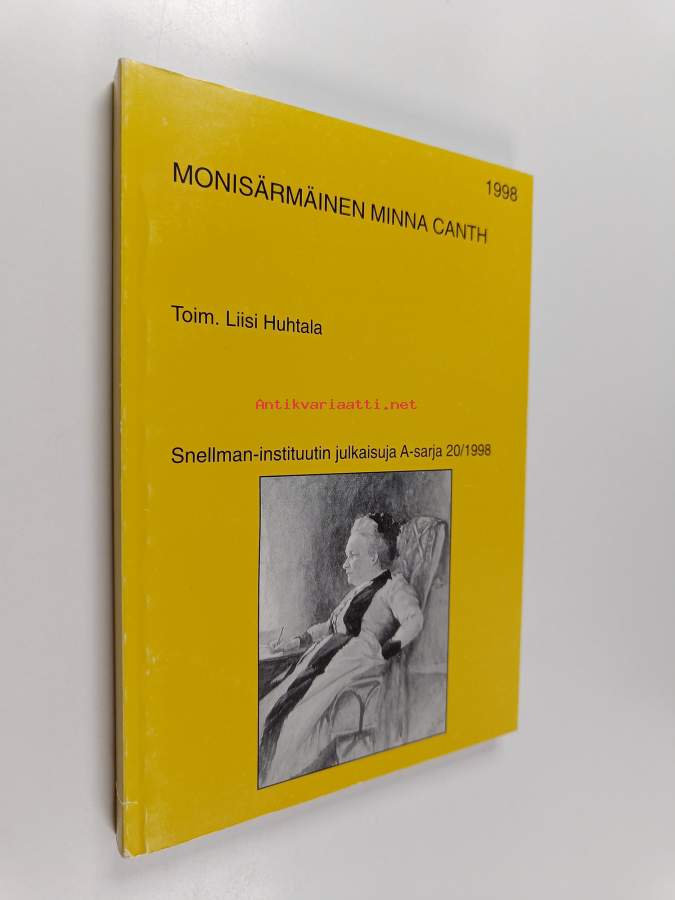 1998
MONISÄRMÄINEN MINNA CANTH
Toim. Liisi Huhtala
Antikvariaatti.net
Snellman-instituutin julkaisuja A-sarja 20/1998